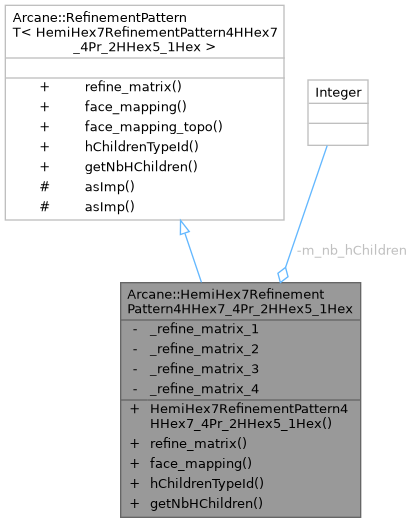 Arcane::RefinementPattern
T< HemiHex7RefinementPattern4HHex7
_4Pr_2HHex5_1Hex >
+ refine_matrix()
+ face_mapping()
+ face_mapping_topo()
+ hChildrenTypeId()
+ getNbHChildren()
# asImp()
# asImp()
Integer
-m_nb_hChildren
Arcane::HemiHex7Refinement
Pattern4HHex7_4Pr_2HHex5_1Hex
- _refine_matrix_1
- _refine_matrix_2
- _refine_matrix_3
- _refine_matrix_4
+ HemiHex7RefinementPattern4
HHex7_4Pr_2HHex5_1Hex()
+ refine_matrix()
+ face_mapping()
+ hChildrenTypeId()
+ getNbHChildren()